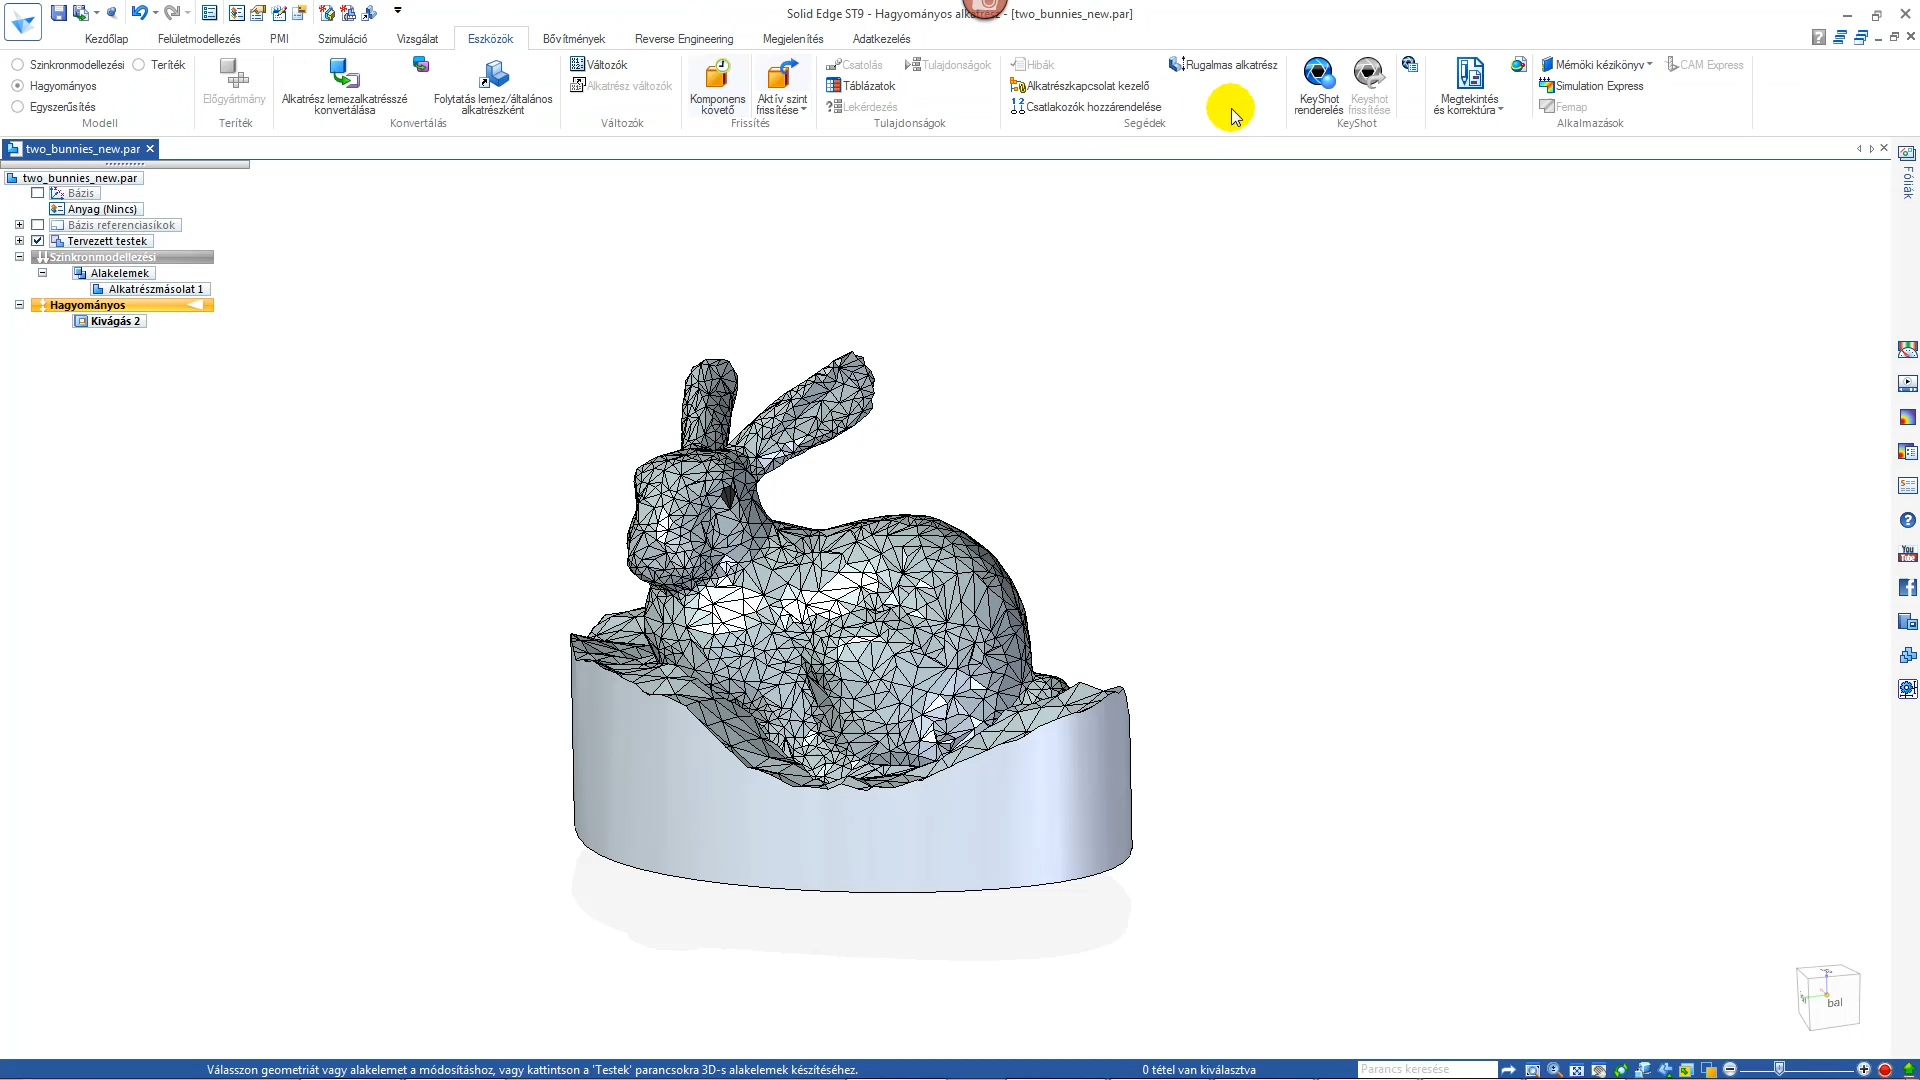 Solid Edge ST9 - Hagyományos alkatrész - [two_bunnies_new.par]
Kezdőlap Felületmodellezés PMI Szimuláció Vizsgálat Eszközök Bővítmények Reverse Engineering Megjelenítés Adatkezelés
Szinkronmodellezési Teríték
Hagyományos
Egyszerűsítés
Modell
Előgyártmány
Teríték
Alkatrész lemezalkatrésszé
konvertálása
Folytatás lemez/általános
alkatrészként
Konvertálás
Változók
Alkatrész változók
Változók
Komponens
követő
Aktív szint
frissítése
Frissítés
Csatolás Tulajdonságok
Táblázatok
Lekérdezés
Tulajdonságok
Hibák
Alkatrészkapcsolat kezelő
Csatlakozók hozzárendelése
Rugalmas alkatrész
Segédek
KeyShot
renderelés
Keyshot
frissítése
KeyShot
Megtekintés
és korrektúra
Mérnöki kézikönyv CAM Express
Simulation Express
Femap
Alkalmazások
two_bunnies_new.par
two_bunnies_new.par
Bázis
Anyag (Nincs)
Bázis referenciasíkok
Tervezett testek
Szinkronmodellezési
Alakelemek
Alkatrészmásolat 1
Hagyományos
Kivágás 2
Fóliák
You
Tube
bal
Válasszon geometriát vagy alakelemet a módosításhoz, vagy kattintson a 'Testek' parancsokra 3D-s alakelemek készítéséhez.
0 tétel van kiválasztva
Parancs keresése